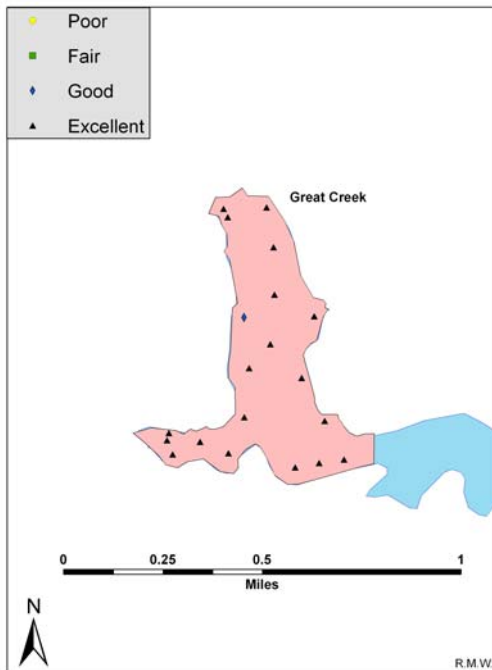 Poor
Fair
Good
Excellent
Great Creek
0 0.25 0.5 1
Miles
N
R.M.W.